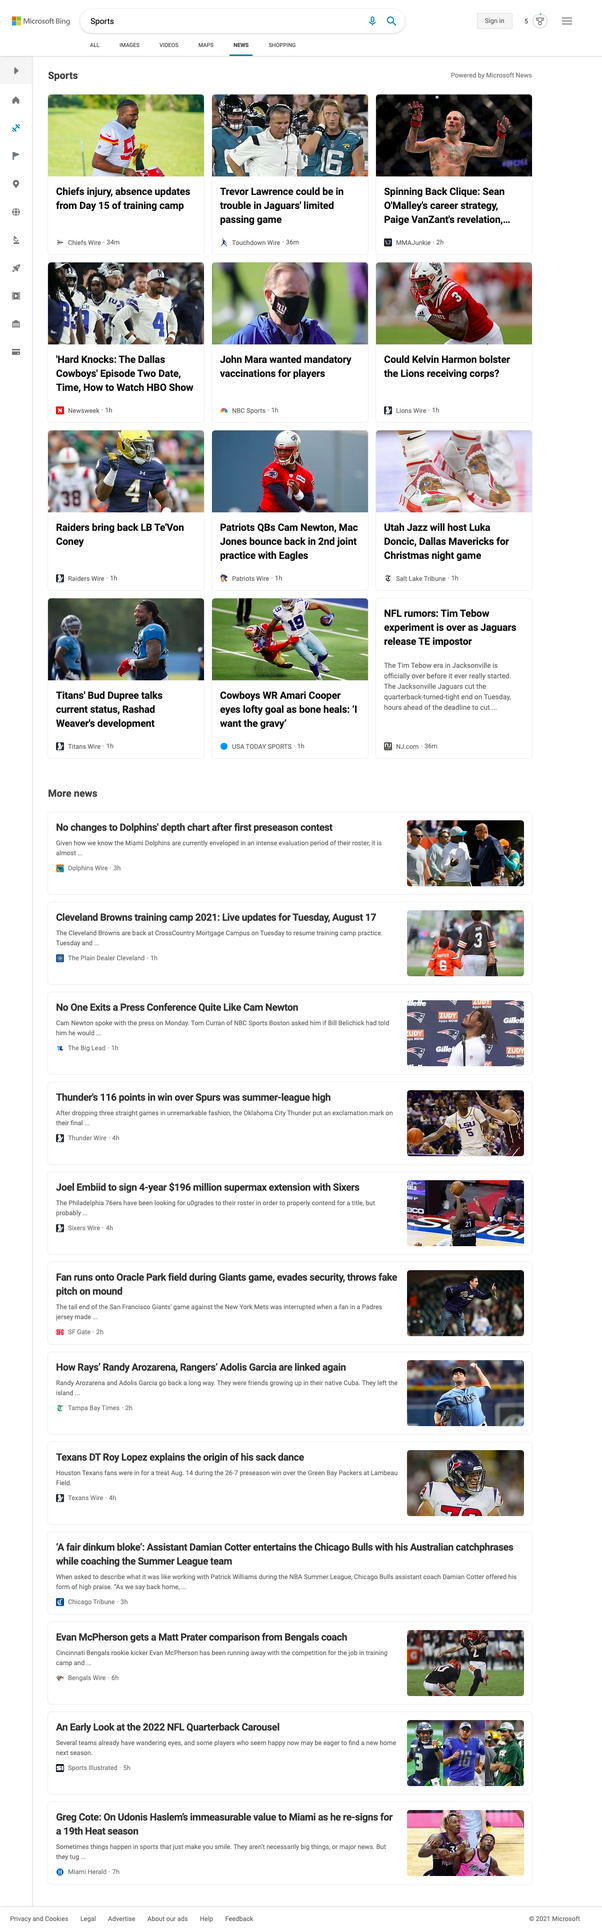 Microsoft Bing
Sports
Sign in
5
ALL
IMAGES
VIDEOS
MAPS
NEWS
SHOPPING
Sports
Powered by Microsoft News
Chiefs injury, absence updates
from Day 15 of training camp
Chiefs Wire · 34m
Trevor Lawrence could be in
trouble in Jaguars' limited
passing game
Touchdown Wire · 36m
Spinning Back Clique: Sean
O'Malley's career strategy,
Paige VanZant's revelation,...
MMAJunkie · 2h
'Hard Knocks: The Dallas
Cowboys' Episode Two Date,
Time, How to Watch HBO Show
Newsweek · 1h
John Mara wanted mandatory
vaccinations for players
NBC Sports · 1h
Could Kelvin Harmon bolster
the Lions receiving corps?
Lions Wire · 1h
Raiders bring back LB Te'Von
Coney
Raiders Wire · 1h
Patriots QBs Cam Newton, Mac
Jones bounce back in 2nd joint
practice with Eagles
Patriots Wire · 1h
Utah Jazz will host Luka
Doncic, Dallas Mavericks for
Christmas night game
Salt Lake Tribune · 1h
Titans' Bud Dupree talks
current status, Rashad
Weaver's development
Titans Wire · 1h
Cowboys WR Amari Cooper
eyes lofty goal as bone heals: 'I
want the gravy'
USA TODAY SPORTS · 1h
NFL rumors: Tim Tebow
experiment is over as Jaguars
release TE impostor
The Tim Tebow era in Jacksonville is
officially over before it ever really started.
The Jacksonville Jaguars cut the
quarterback-turned-tight end on Tuesday,
hours ahead of the deadline to cut ...
NJ.com · 36m
More news
No changes to Dolphins' depth chart after first preseason contest
Given how we know the Miami Dolphins are currently enveloped in an intense evaluation period of their roster, it is
almost ...
Dolphins Wire · 3h
Cleveland Browns training camp 2021: Live updates for Tuesday, August 17
The Cleveland Browns are back at CrossCountry Mortgage Campus on Tuesday to resume training camp practice.
Tuesday and ...
The Plain Dealer Cleveland · 1h
No One Exits a Press Conference Quite Like Cam Newton
Cam Newton spoke with the press on Monday. Tom Curran of NBC Sports Boston asked him if Bill Belichick had told
him he would ...
The Big Lead · 1h
Thunder's 116 points in win over Spurs was summer-league high
After dropping three straight games in unremarkable fashion, the Oklahoma City Thunder put an exclamation mark on
their final ...
Thunder Wire · 4h
Joel Embiid to sign 4-year $196 million supermax extension with Sixers
The Philadelphia 76ers have been looking for u0grades to their roster in order to properly contend for a title, but
probably ...
Sixers Wire · 4h
Fan runs onto Oracle Park field during Giants game, evades security, throws fake
pitch on mound
The tail end of the San Francisco Giants' game against the New York Mets was interrupted when a fan in a Padres
jersey made ...
SF Gate · 2h
How Rays' Randy Arozarena, Rangers' Adolis Garcia are linked again
Randy Arozarena and Adolis Garcia go back a long way. They were friends growing up in their native Cuba. They left the
island ...
Tampa Bay Times · 2h
Texans DT Roy Lopez explains the origin of his sack dance
Houston Texans fans were in for a treat Aug. 14 during the 26-7 preseason win over the Green Bay Packers at Lambeau
Field.
Texans Wire · 4h
'A fair dinkum bloke': Assistant Damian Cotter entertains the Chicago Bulls with his Australian catchphrases
while coaching the Summer League team
When asked to describe what it was like working with Patrick Williams during the NBA Summer League, Chicago Bulls assistant coach Damian Cotter offered his
form of high praise. "As we say back home, ...
Chicago Tribune · 3h
Evan McPherson gets a Matt Prater comparison from Bengals coach
Cincinnati Bengals rookie kicker Evan McPherson has been running away with the competition for the job in training
camp and ...
Bengals Wire · 6h
An Early Look at the 2022 NFL Quarterback Carousel
Several teams already have wandering eyes, and some players who seem happy now may be eager to find a new home
next season.
Sports Illustrated · 5h
Greg Cote: On Udonis Haslem's immeasurable value to Miami as he re-signs for
a 19th Heat season
Sometimes things happen in sports that just make you smile. They aren't necessarily big things, or major news. But
they tug ...
Miami Herald · 7h
Privacy and Cookies
Legal
Advertise
About our ads
Help
Feedback
© 2021 Microsoft